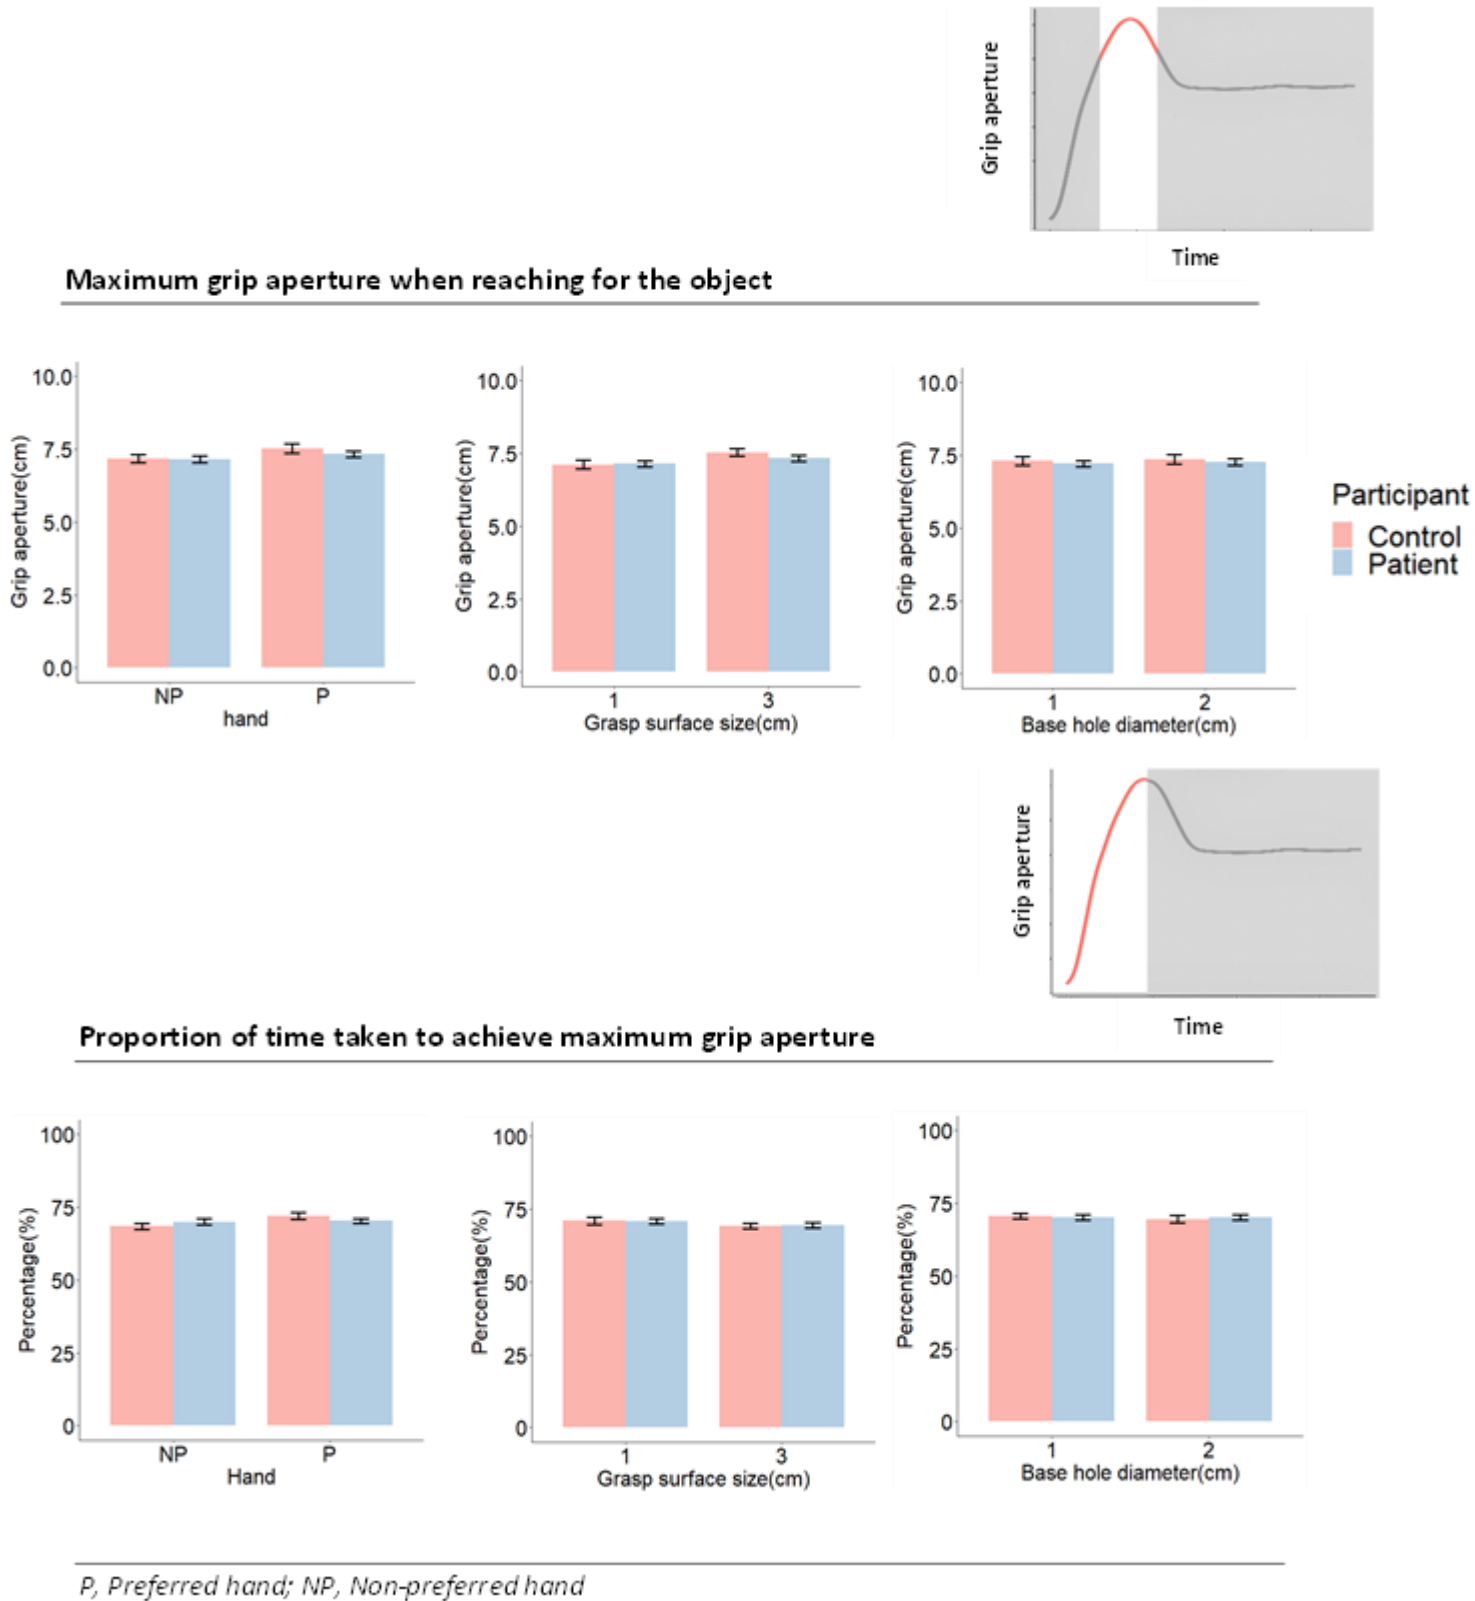 Grip aperture
Time
Maximum grip aperture when reaching for the object
10.0
7.5
5.0
2.5
0.0
Grip aperture(cm)
NP
P
hand
10.0
7.5
5.0
2.5
0.0
Grip aperture(cm)
1
3
Grasp surface size(cm)
10.0
7.5
5.0
2.5
0.0
Grip aperture(cm)
1
2
Base hole diameter(cm)
Participant
Control
Patient
Grip aperture
Time
Proportion of time taken to achieve maximum grip aperture
100
75
50
25
0
Percentage(%)
NP
P
Hand
100
75
50
25
0
Percentage(%)
1
3
Grasp surface size(cm)
100
75
50
25
0
Percentage(%)
1
2
Base hole diameter(cm)
P, Preferred hand; NP, Non-preferred hand